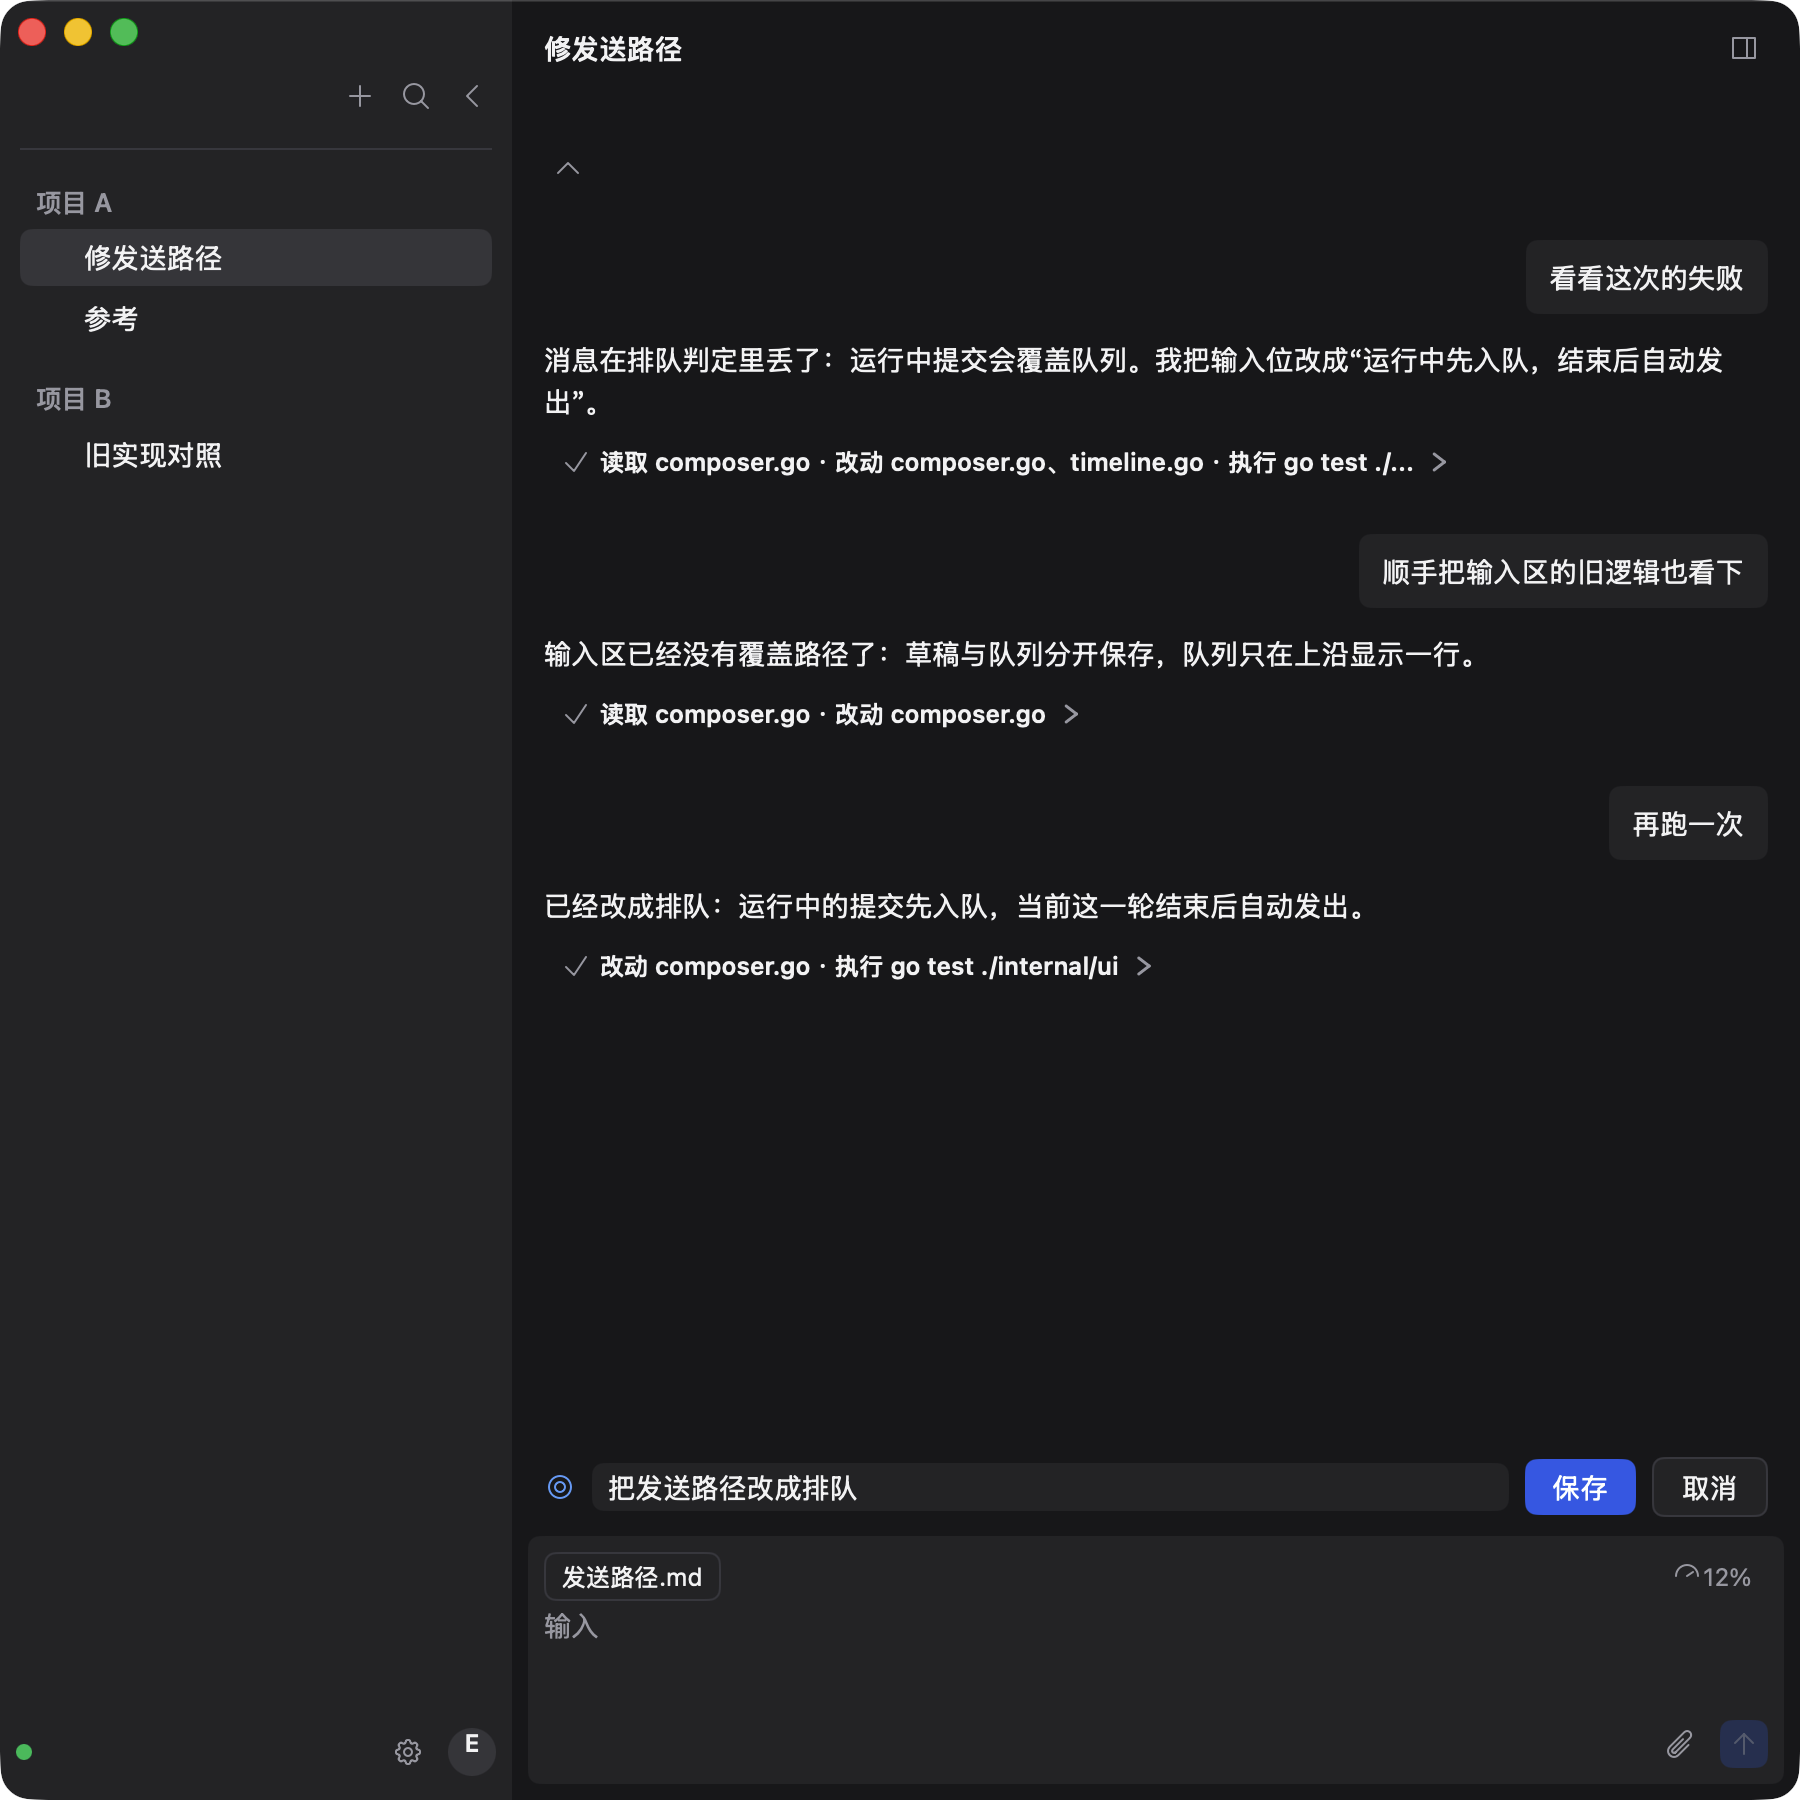 修发送路径
项目 A
修发送路径
参考
项目 B
旧实现对照
看看这次的失败
消息在排队判定里丢了：运行中提交会覆盖队列。我把输入位改成“运行中先入队，结束后自动发
出”。
读取 composer.go · 改动 composer.go、timeline.go · 执行 go test ./...
顺手把输入区的旧逻辑也看下
输入区已经没有覆盖路径了：草稿与队列分开保存，队列只在上沿显示一行。
读取 composer.go · 改动 composer.go
再跑一次
已经改成排队：运行中的提交先入队，当前这一轮结束后自动发出。
改动 composer.go · 执行 go test ./internal/ui
把发送路径改成排队
保存
取消
发送路径.md
12%
输入
E